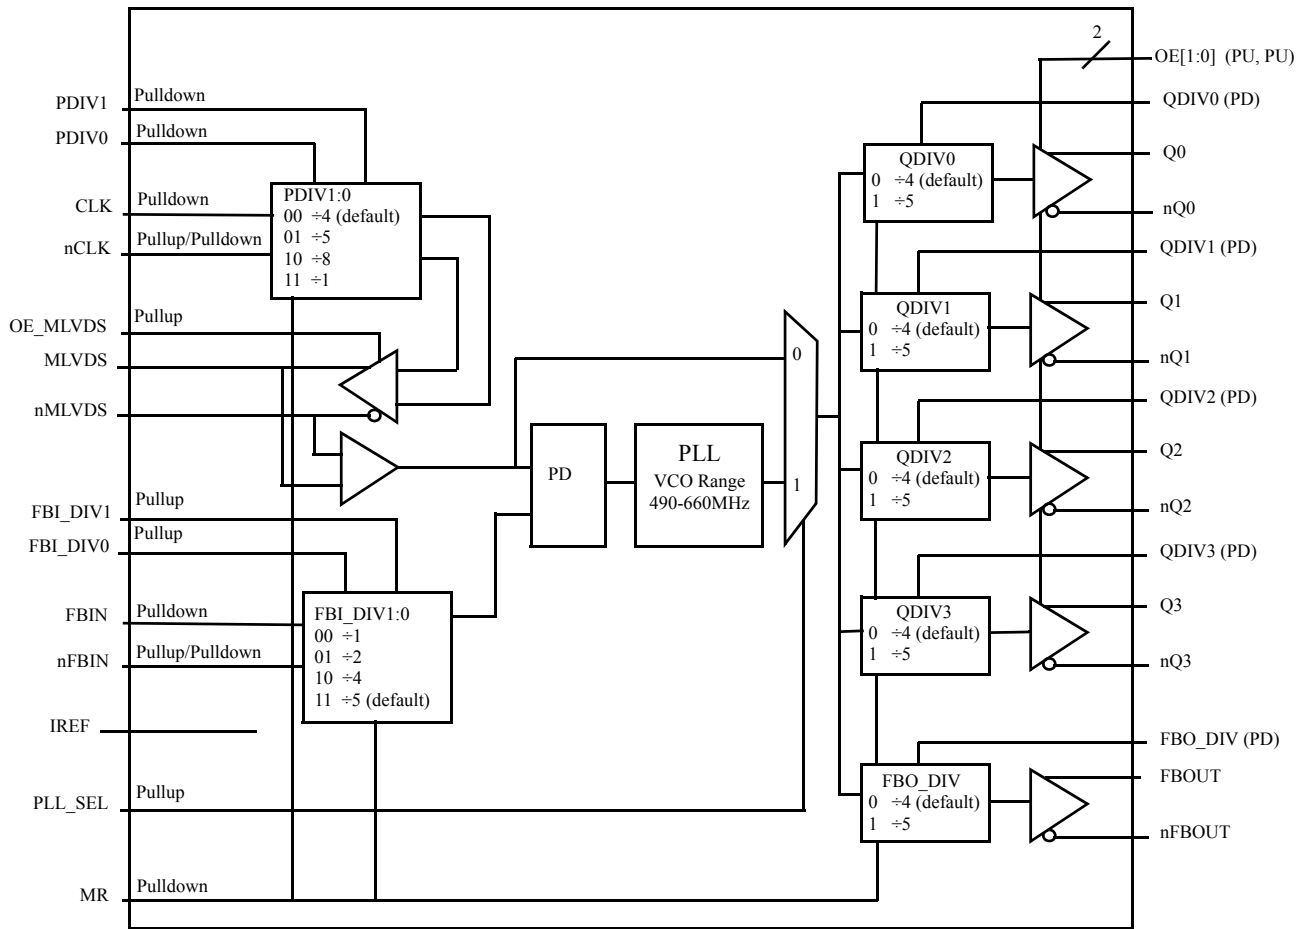 2
OE[1:0] (PU, PU)
PDIV1
Pulldown
QDIV0 (PD)
PDIV0
Pulldown
QDIV0
0 ÷4 (default)
1 ÷5
Q0
nQ0
PDIV1:0
00 ÷4 (default)
01 ÷5
10 ÷8
11 ÷1
CLK
Pulldown
nCLK
Pullup/Pulldown
QDIV1 (PD)
OE_MLVDS
Pullup
MLVDS
nMLVDS
QDIV1
0 ÷4 (default)
1 ÷5
Q1
nQ1
0
1
QDIV2 (PD)
PD
PLL
VCO Range
490-660MHz
QDIV2
0 ÷4 (default)
1 ÷5
Q2
nQ2
FBI_DIV1
Pullup
FBI_DIV0
Pullup
QDIV3 (PD)
FBIN
Pulldown
nFBIN
Pullup/Pulldown
FBI_DIV1:0
00 ÷1
01 ÷2
10 ÷4
11 ÷5 (default)
QDIV3
0 ÷4 (default)
1 ÷5
Q3
nQ3
IREF
FBO_DIV (PD)
PLL_SEL
Pullup
FBO_DIV
0 ÷4 (default)
1 ÷5
FBOUT
nFBOUT
MR
Pulldown